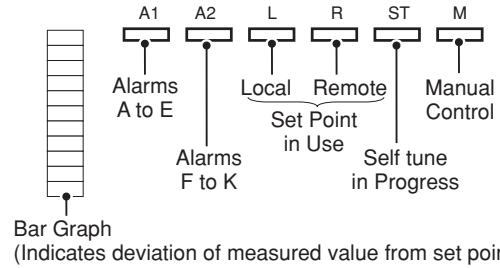 A1 A2 L R ST M
Alarms
A to E
Local Remote
Manual
Control
Set Point
in Use
Alarms
F to K
Self tune
in Progress
Bar Graph
(Indicates deviation of measured value from set